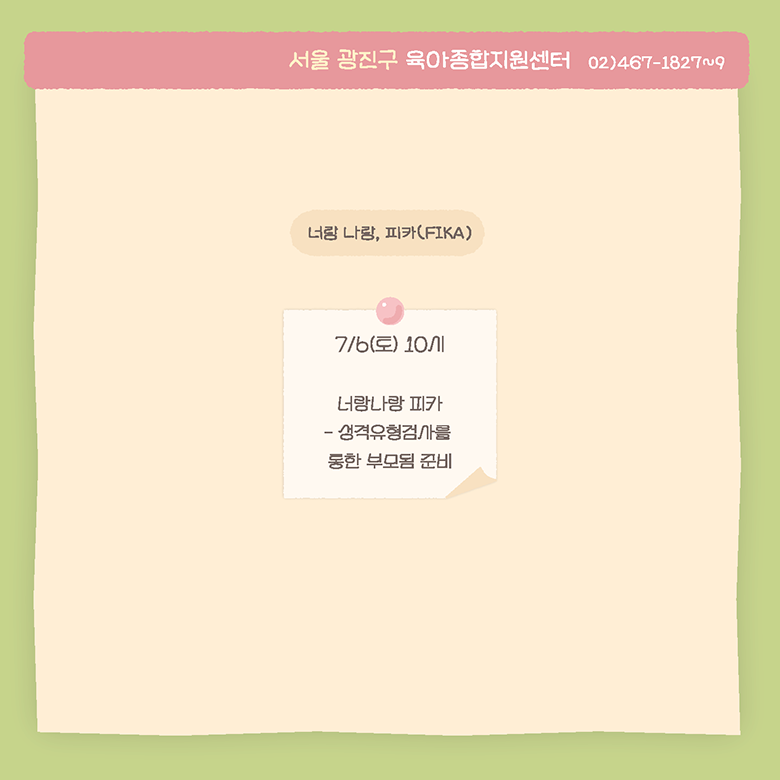 서울 광진구 육아종합지원센터 02)467-1827~9
너랑 나랑, 피카(FIKA)
7/6(토) 10시
너랑나랑 피카
- 성격유형검사를
통한 부모됨 준비